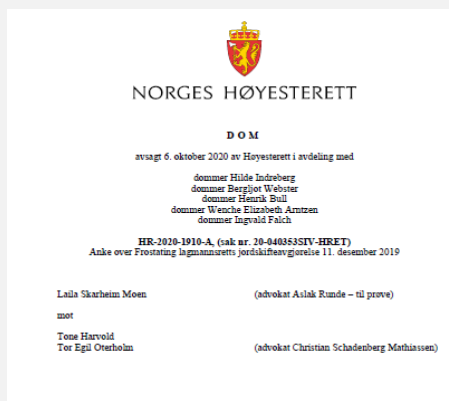 NORGES HØYESTERETT
DOM
avsagt 6. oktober 2020 av Høyesterett i avdeling med
dommer Hilde Indreberg
dommer Bergljot Webster
dommer Henrik Bull
dommer Wenche Elizabeth Arntzen
dommer Ingvald Falch
HR-2020-1910-A, (sak nr. 20-040353SIV-HRET)
Anke over Frostating lagmannsretts jordskifteavgjørelse 11. desember 2019
Laila Skarheim Moen (advokat Aslak Runde – til prøve)
mot
Tone Harvold
Tor Egil Oterholm (advokat Christian Schadenberg Mathiassen)